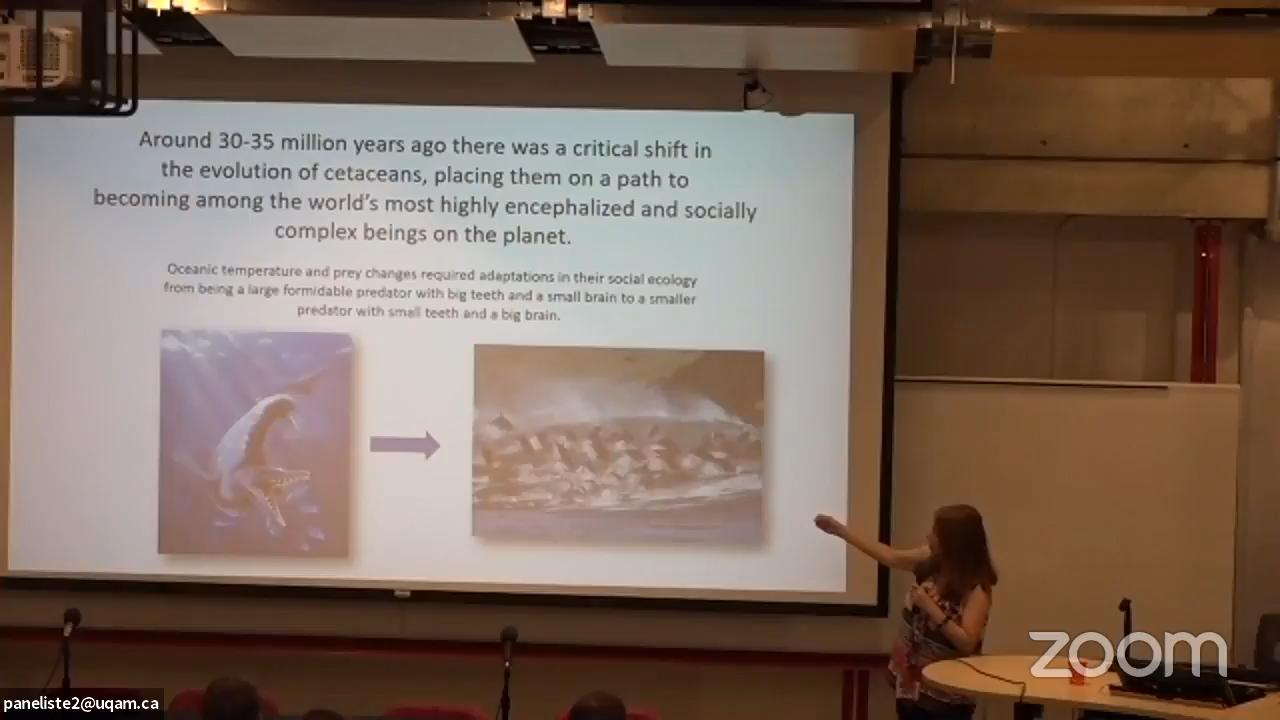 Around 30-35 million years ago there was a critical shift in
the evolution of cetaceans, placing them on a path to
becoming among the world's most highly encephalized and socially
complex beings on the planet.
Oceanic temperature and prey changes required adaptations in their social ecology
from being a large formidable predator with big teeth and a small brain to a smaller
predator with small teeth and a big brain.
zoom
paneliste2@uqam.ca